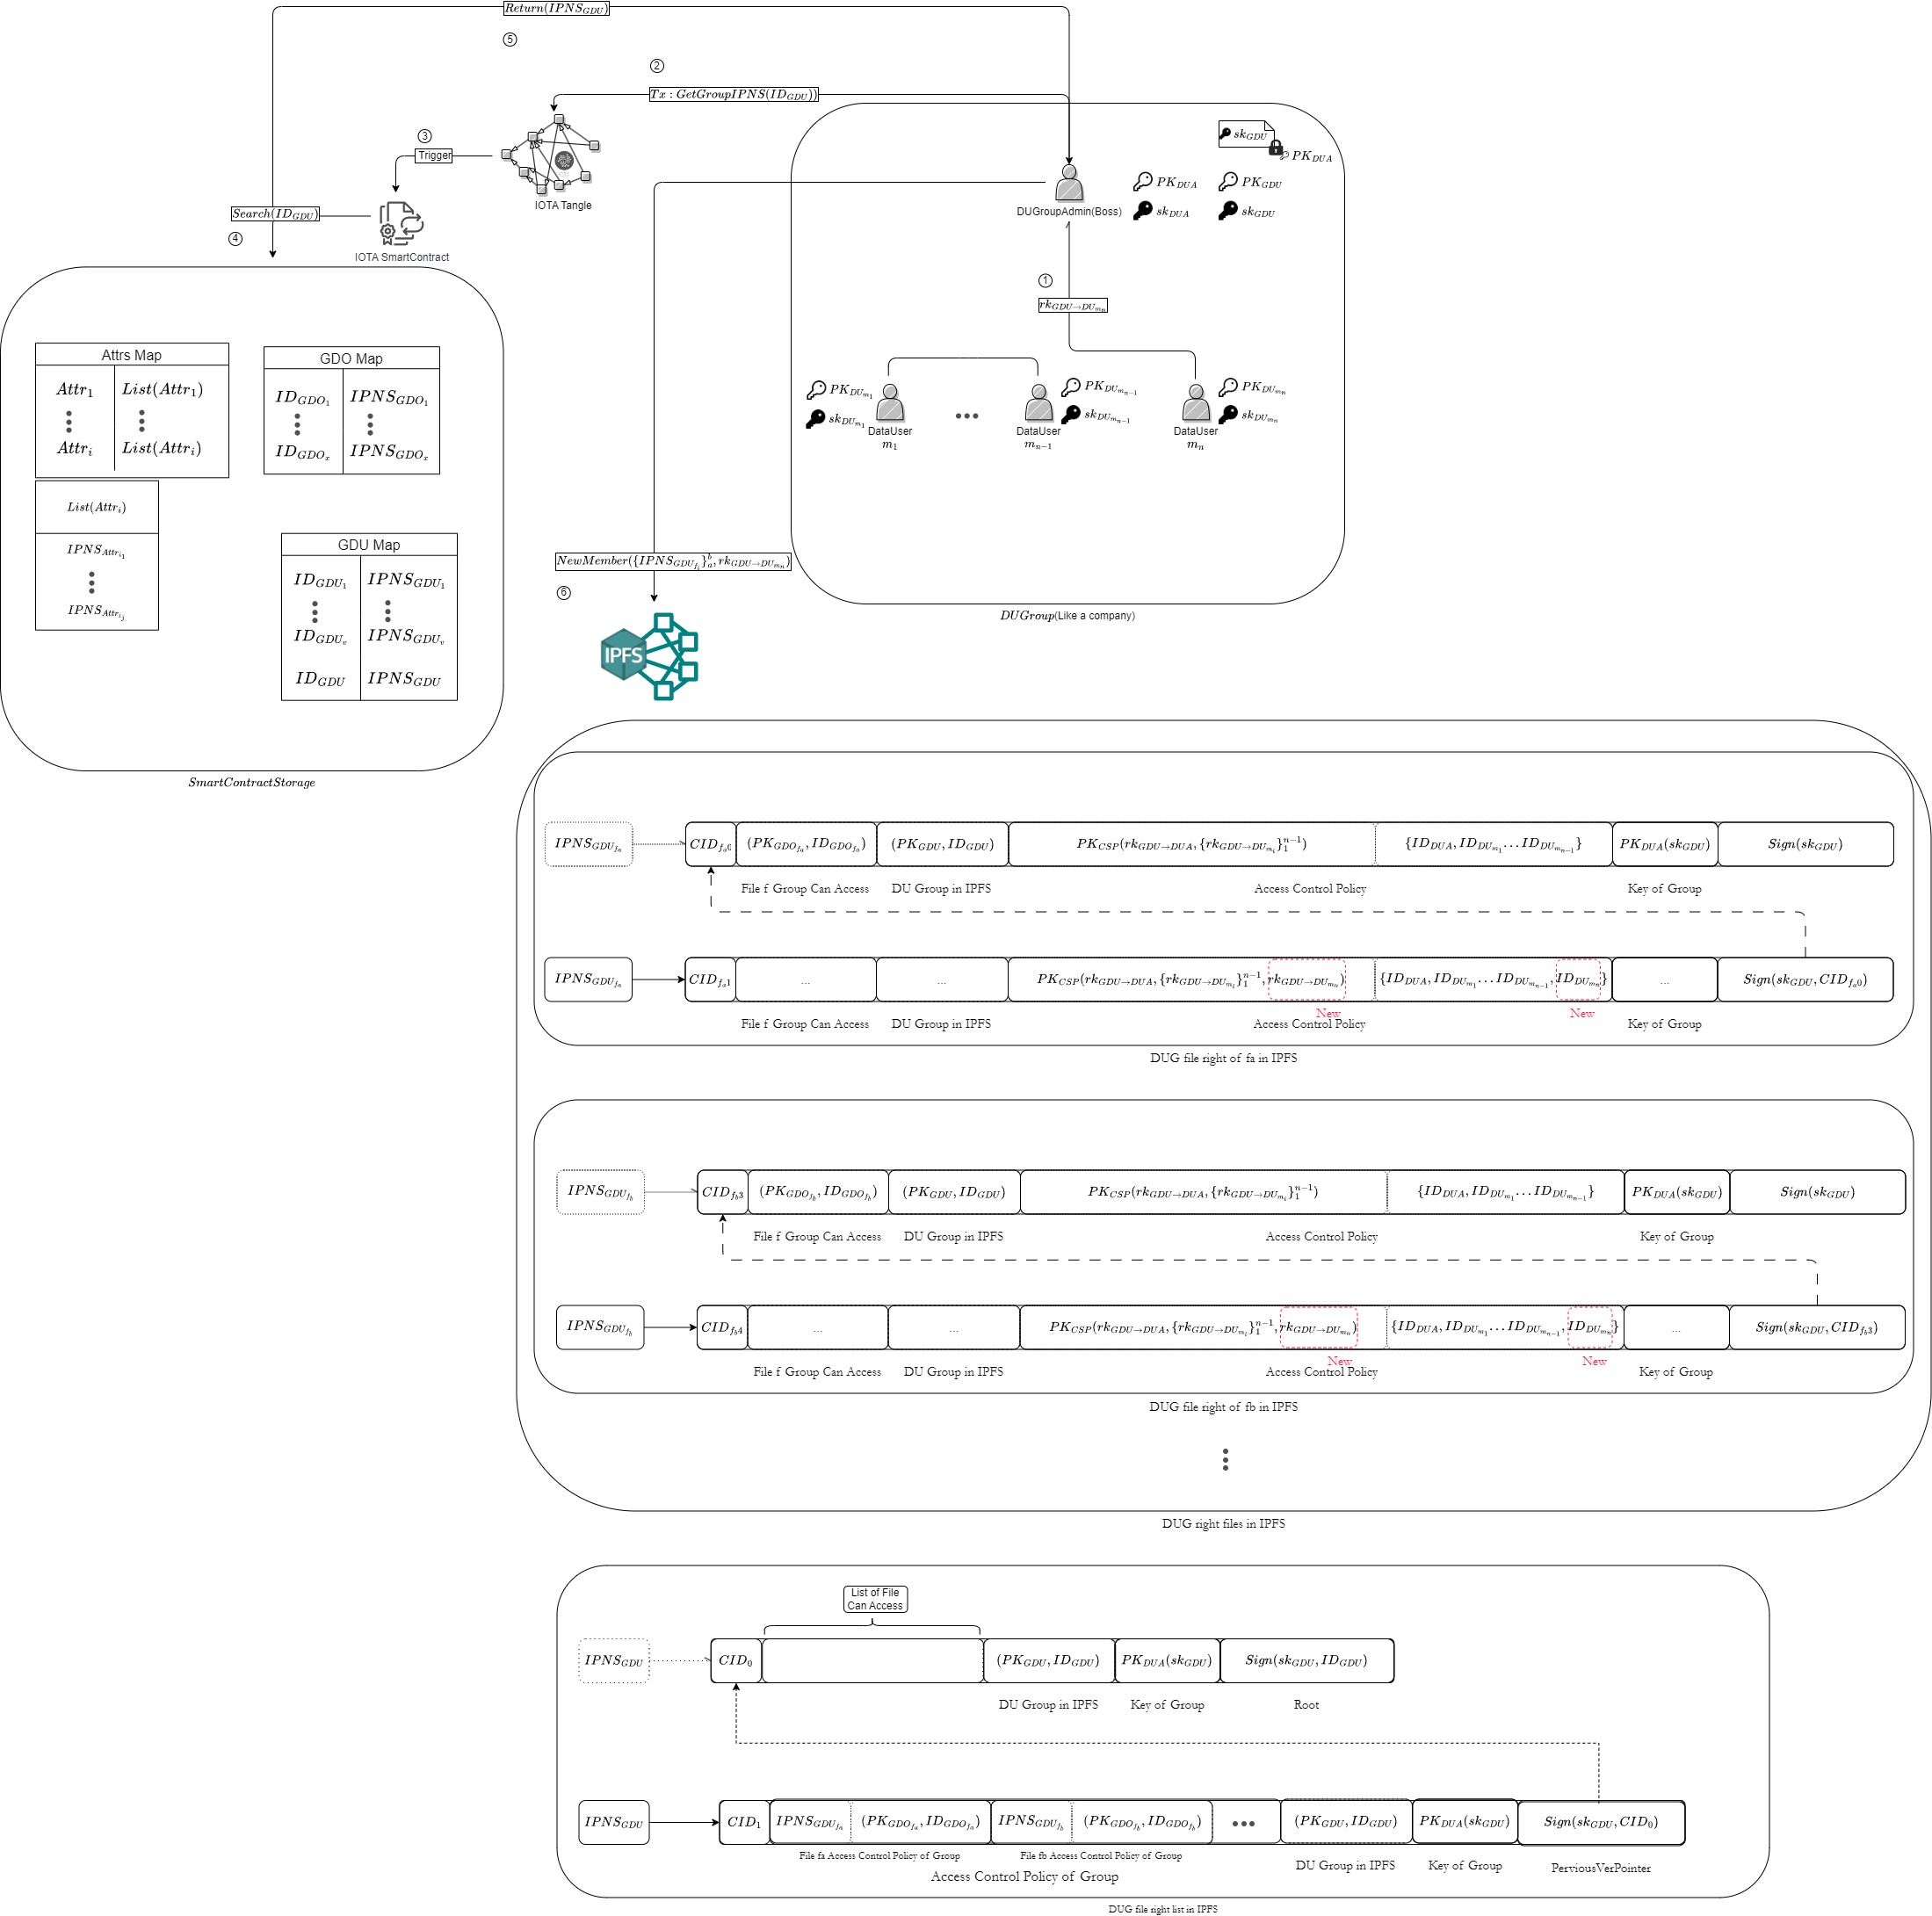 Return(IPNS_{GDU})
⑤
②
Tx : GetGroupIPNS(ID_{GDU}))
③
Trigger
IOTA Tangle
Search(ID_{GDU})
④
IOTA SmartContract
sk_{GDU}
PK_{DUA}
PK_{DUA}
PK_{GDU}
sk_{DUA}
sk_{GDU}
DUGroupAdmin(Boss)
①
rk_{GDU→DU_{m_n}}
PK_{DU_{m_1}}
sk_{DU_{m_1}}
DataUser
m_1
PK_{DU_{m_{n-1}}}
sk_{DU_{m_{n-1}}}
DataUser
m_{n-1}
PK_{DU_{m_n}}
sk_{DU_{m_n}}
DataUser
m_n
DUGroup(Like a company)
Attrs Map
Attr_1 List(Attr_1)
Attr_i List(Attr_i)
List(Attr_i)
IPNS_{Attr_{i_1}}
IPNS_{Attr_{i_j}}
GDO Map
ID_{GDO_1} IPNS_{GDO_1}
ID_{GDO_x} IPNS_{GDO_x}
GDU Map
ID_{GDU_1} IPNS_{GDU_1}
ID_{GDU_v} IPNS_{GDU_v}
ID_{GDU} IPNS_{GDU}
SmartContractStorage
NewMember({IPNS_{GDU_{f_i}}}_a^b, rk_{GDU→DU_{m_n}})
⑥
IPFS
IPNS_{GDU_{f_a}} CID_{f_a0} (PK_{GDO_{f_a}}, ID_{GDO_{f_a}}) (PK_{GDU}, ID_{GDU}) PK_{CSP}(rk_{GDU→DUA}, {rk_{GDU→DU_{m_i}}}_1^{n-1}) {ID_{DUA}, ID_{DU_{m_1}}...ID_{DU_{m_{n-1}}}} PK_{DUA}(sk_{GDU}) Sign(sk_{GDU})
File f Group Can Access DU Group in IPFS Access Control Policy Key of Group
IPNS_{GDU_{f_a}} CID_{f_a1} ... ... PK_{CSP}(rk_{GDU→DUA}, {rk_{GDU→DU_{m_i}}}_1^{n-1}, rk_{GDU→DU_{m_n}}) {ID_{DUA}, ID_{DU_{m_1}}...ID_{DU_{m_{n-1}}}, ID_{DU_{m_n}}} ... Sign(sk_{GDU}, CID_{f_a0})
New New
File f Group Can Access DU Group in IPFS Access Control Policy Key of Group
DUG file right of fa in IPFS
IPNS_{GDU_{f_b}} CID_{f_b3} (PK_{GDO_{f_b}}, ID_{GDO_{f_b}}) (PK_{GDU}, ID_{GDU}) PK_{CSP}(rk_{GDU→DUA}, {rk_{GDU→DU_{m_i}}}_1^{n-1}) {ID_{DUA}, ID_{DU_{m_1}}...ID_{DU_{m_{n-1}}}} PK_{DUA}(sk_{GDU}) Sign(sk_{GDU})
File f Group Can Access DU Group in IPFS Access Control Policy Key of Group
IPNS_{GDU_{f_b}} CID_{f_b4} ... ... PK_{CSP}(rk_{GDU→DUA}, {rk_{GDU→DU_{m_i}}}_1^{n-1}, rk_{GDU→DU_{m_n}}) {ID_{DUA}, ID_{DU_{m_1}}...ID_{DU_{m_{n-1}}}, ID_{DU_{m_n}}} ... Sign(sk_{GDU}, CID_{f_b3})
New New
File f Group Can Access DU Group in IPFS Access Control Policy Key of Group
DUG file right of fb in IPFS
DUG right files in IPFS
List of File
Can Access
IPNS_{GDU} CID_0 (PK_{GDU}, ID_{GDU}) PK_{DUA}(sk_{GDU}) Sign(sk_{GDU}, ID_{GDU})
DU Group in IPFS Key of Group Root
IPNS_{GDU} CID_1 IPNS_{GDU_{f_a}} (PK_{GDO_{f_a}}, ID_{GDO_{f_a}}) IPNS_{GDU_{f_b}} (PK_{GDO_{f_b}}, ID_{GDO_{f_b}}) (PK_{GDU}, ID_{GDU}) PK_{DUA}(sk_{GDU}) Sign(sk_{GDU}, CID_0)
File fa Access Control Policy of Group File fb Access Control Policy of Group
DU Group in IPFS Key of Group PerviousVerPointer
Access Control Policy of Group
DUG file right list in IPFS